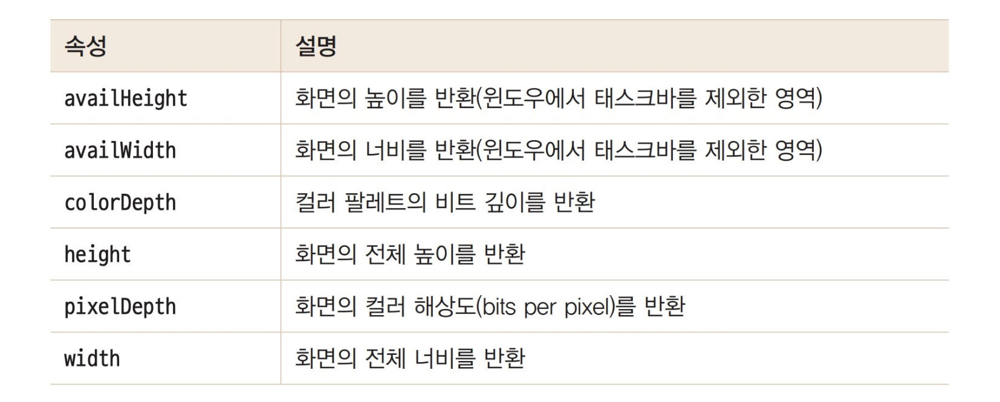 속성 설명
availHeight 화면의 높이를 반환(윈도우에서 태스크바를 제외한 영역)
availWidth 화면의 너비를 반환(윈도우에서 태스크바를 제외한 영역)
colorDepth 컬러 팔레트의 비트 깊이를 반환
height 화면의 전체 높이를 반환
pixelDepth 화면의 컬러 해상도(bits per pixel)를 반환
width 화면의 전체 너비를 반환